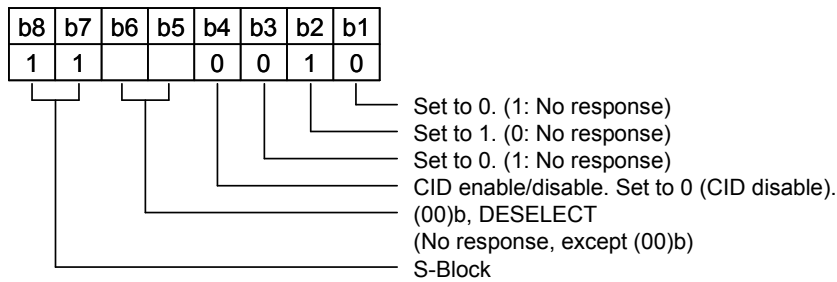 b8 b7 b6 b5 b4 b3 b2 b1
1 1 0 0 1 0
Set to 0. (1: No response)
Set to 1. (0: No response)
Set to 0. (1: No response)
CID enable/disable. Set to 0 (CID disable).
(00)b, DESELECT
(No response, except (00)b)
S-Block